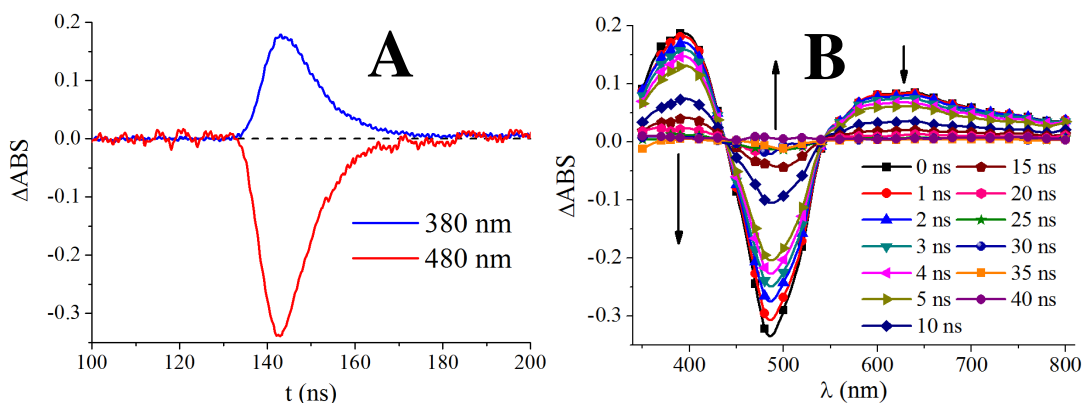 A
ΔABS
0.2
0.1
0.0
-0.1
-0.2
-0.3
380 nm
480 nm
100
120
140
160
180
200
t (ns)
B
ΔABS
0.2
0.1
0.0
-0.1
-0.2
-0.3
0 ns
1 ns
2 ns
3 ns
4 ns
5 ns
10 ns
15 ns
20 ns
25 ns
30 ns
35 ns
40 ns
400
500
600
700
800
λ (nm)